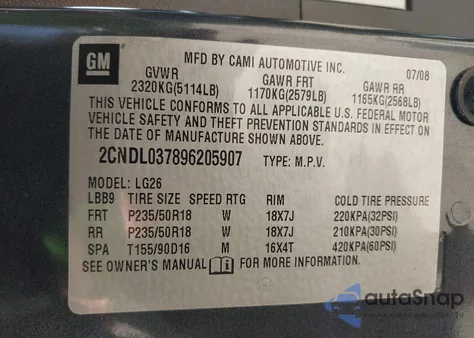 GM
MFD BY CAMI AUTOMOTIVE INC.
07/08
GVWR GAWR FRT GAWR RR
2320KG(5114LB) 1170KG(2579LB) 1165KG(2568LB)
THIS VEHICLE CONFORMS TO ALL APPLICABLE U.S. FEDERAL MOTOR
VEHICLE SAFETY AND THEFT PREVENTION STANDARDS IN EFFECT ON
THE DATE OF MANUFACTURE SHOWN ABOVE.
2CNDL037896205907 TYPE: M.P.V.
MODEL: LG26
LBB9 TIRE SIZE SPEED RTG RIM COLD TIRE PRESSURE
FRT P235/50R18 W 18X7J 220KPA(32PSI)
RR P235/50R18 W 18X7J 210KPA(30PSI)
SPA T155/90D16 M 16X4T 420KPA(60PSI)
SEE OWNER'S MANUAL FOR MORE INFORMATION
autoSnap